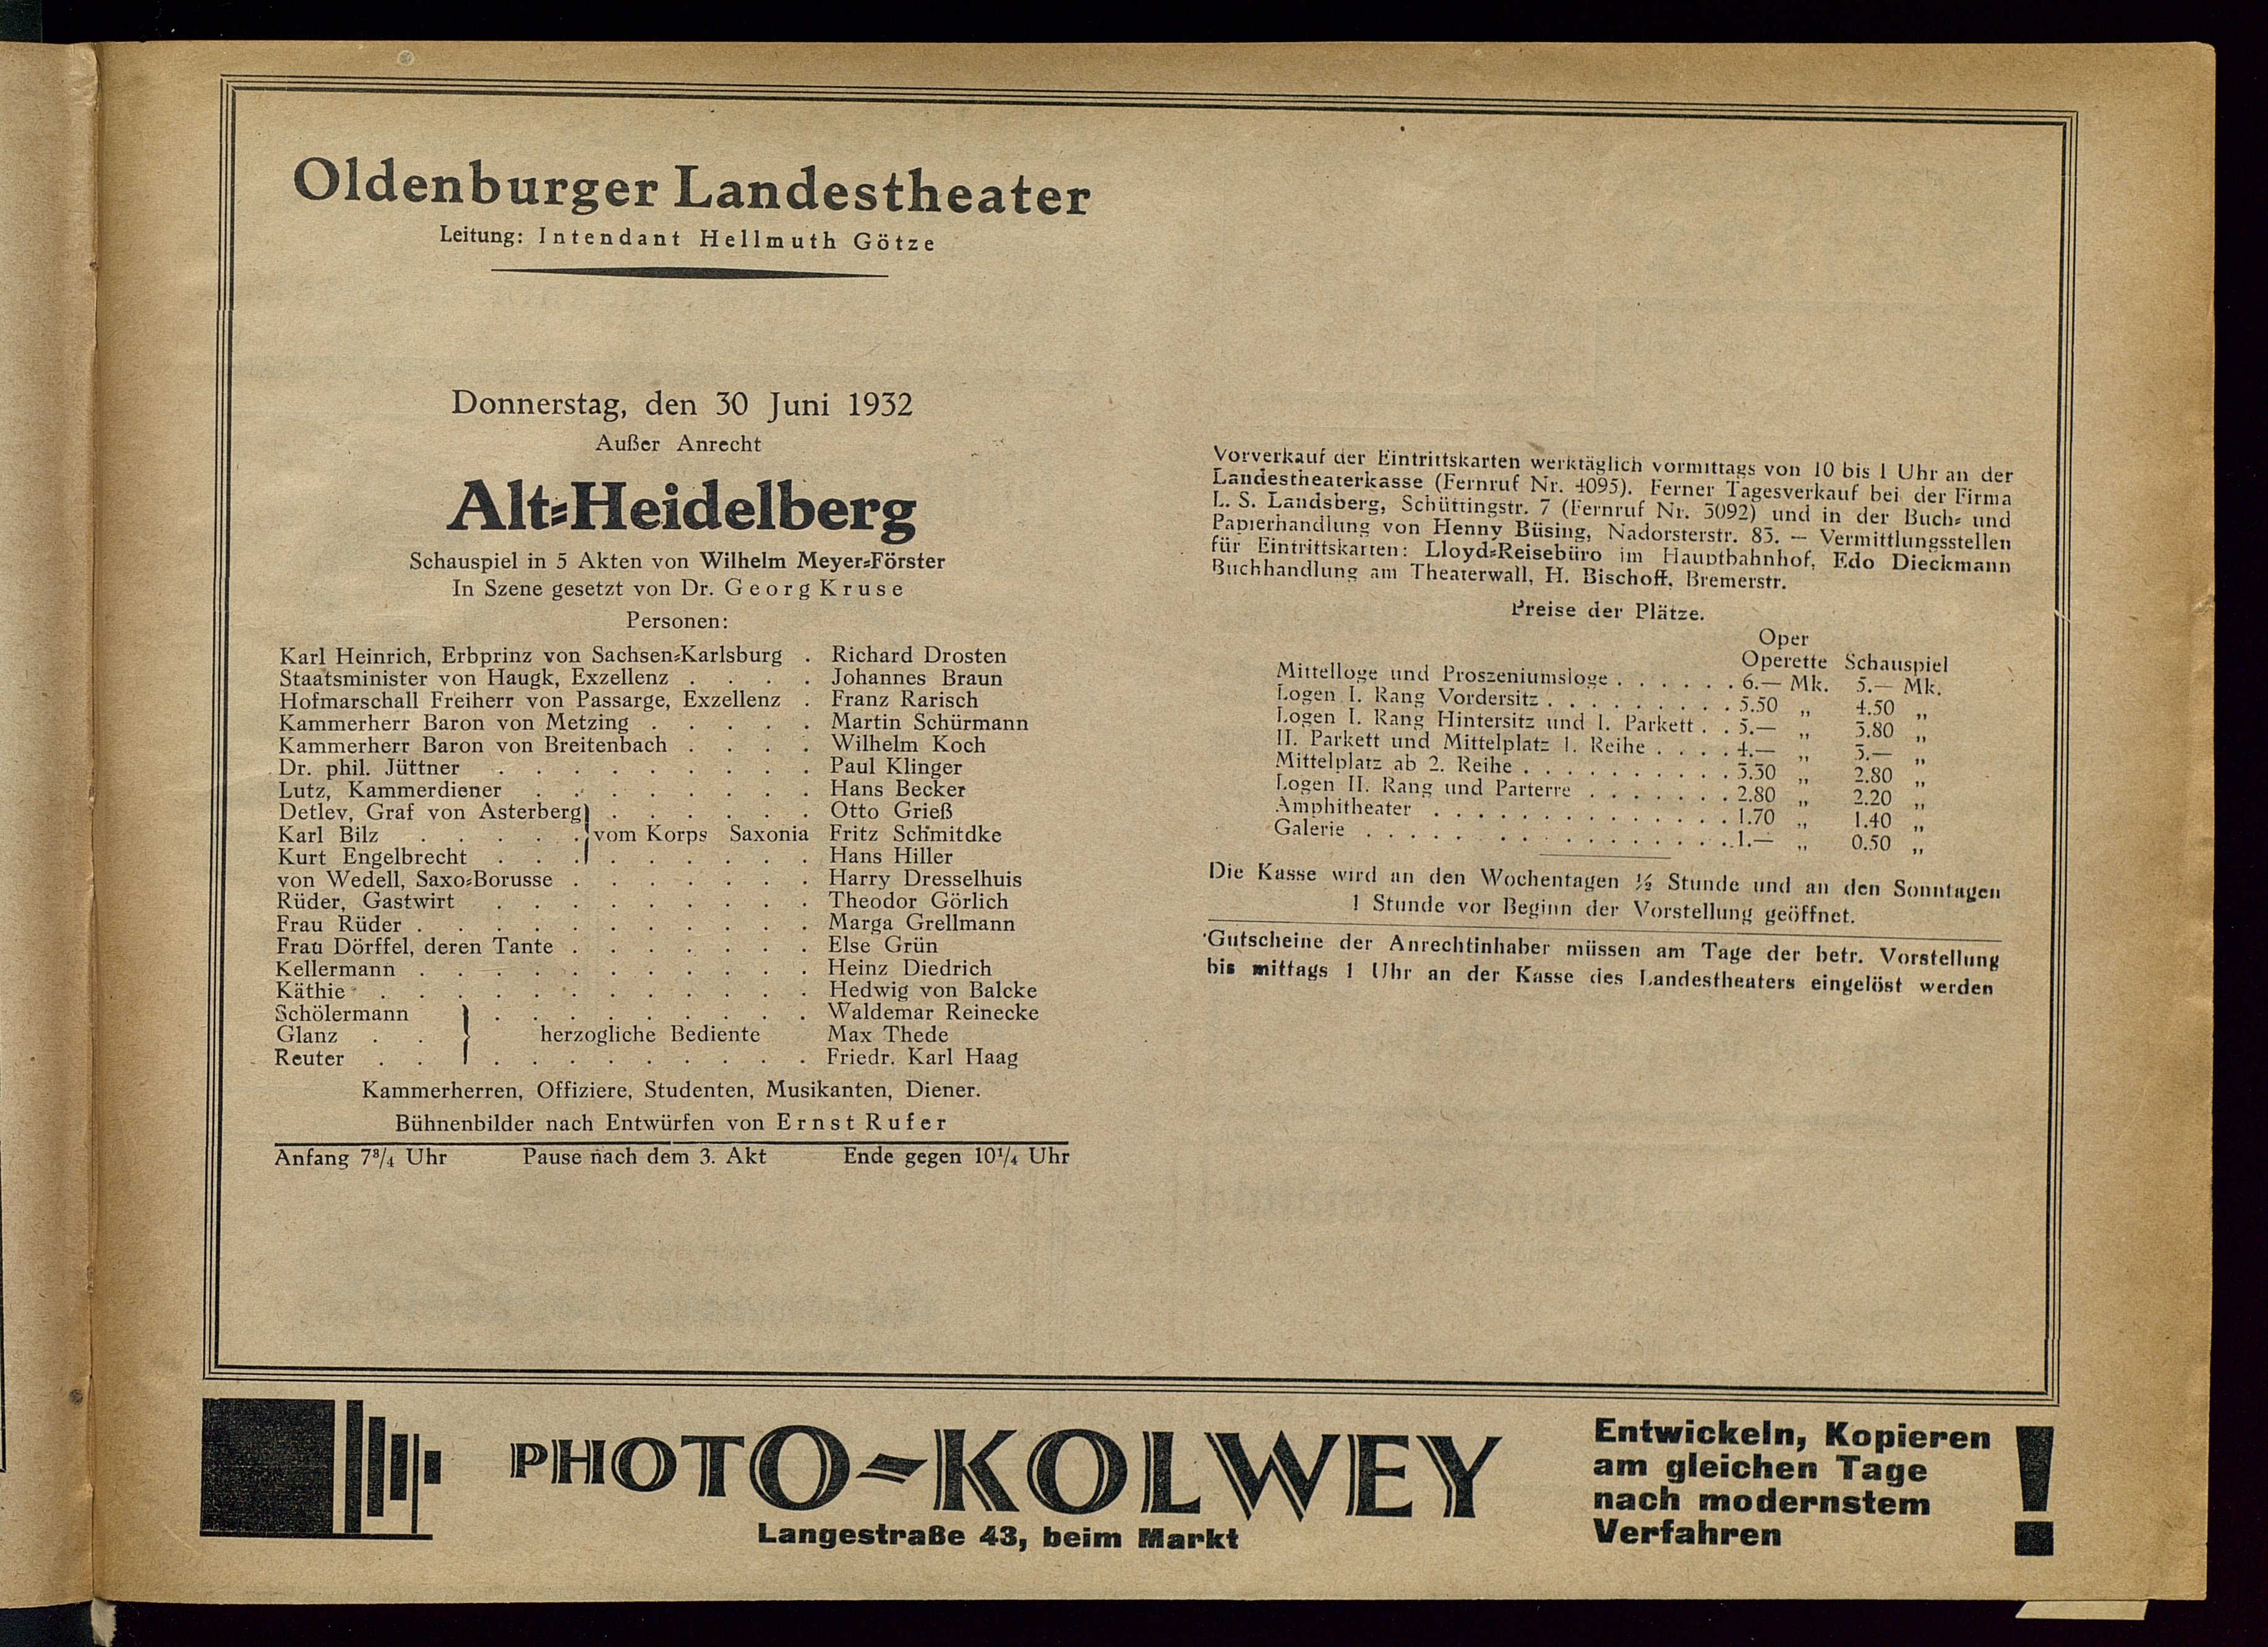 Oldenburger Landestheater
Leitung: Intendant Hellmuth Götze
Donnerstag, den 30 Juni 1932
Außer Anrecht
Alt=Heidelberg
Schauspiel in 5 Akten von Wilhelm Meyer=Förster
In Szene gesetzt von Dr. Georg Kruse
Personen:
Karl Heinrich, Erbprinz von Sachsen=Karlsburg . Richard Drosten
Staatsminister von Haugk, Exzellenz . . . . Johannes Braun
Hofmarschall Freiherr von Passarge, Exzellenz . Franz Rarisch
Kammerherr Baron von Metzing . . . . . Martin Schürmann
Kammerherr Baron von Breitenbach . . . . Wilhelm Koch
Dr. phil. Jüttner . . . . . . . . . Paul Klinger
Lutz, Kammerdiener . . . . . . . . Hans Becker
Detlev, Graf von Asterberg } . . . . . . Otto Grieß
Karl Bilz . . . . . } vom Korps Saxonia Fritz Schmitdke
Kurt Engelbrecht . . . } . . . . . . Hans Hiller
von Wedell, Saxo=Borusse . . . . . . . Harry Dresselhuis
Rüder, Gastwirt . . . . . . . . . Theodor Görlich
Frau Rüder . . . . . . . . . . . Marga Grellmann
Frau Dörffel, deren Tante . . . . . . . Else Grün
Kellermann . . . . . . . . . . . Heinz Diedrich
Käthie . . . . . . . . . . . . Hedwig von Balcke
Schölermann } . . . . . . . . . Waldemar Reinecke
Glanz . . } herzogliche Bediente Max Thede
Reuter . . } . . . . . . . . . Friedr. Karl Haag
Kammerherren, Offiziere, Studenten, Musikanten, Diener.
Bühnenbilder nach Entwürfen von Ernst Rufer
Anfang 7³/₄ Uhr Pause nach dem 3. Akt Ende gegen 10¹/₄ Uhr
Vorverkauf der Eintrittskarten werktäglich vormittags von 10 bis 1 Uhr an der
Landestheaterkasse (Fernruf Nr. 4095). Ferner Tagesverkauf bei der Firma
L. S. Landsberg, Schüttingstr. 7 (Fernruf Nr. 5092) und in der Buch= und
Papierhandlung von Henny Büsing, Nadorsterstr. 83. — Vermittlungsstellen
für Eintrittskarten: Lloyd=Reisebüro im Hauptbahnhof, Edo Dieckmann
Buchhandlung am Theaterwall, H. Bischoff, Bremerstr.
Preise der Plätze.
Oper
Operette Schauspiel
Mittelloge und Proszeniumsloge . . . . . . 6.— Mk. 5.— Mk.
Logen I. Rang Vordersitz . . . . . . . . . 5.50 „ 4.50 „
Logen I. Rang Hintersitz und I. Parkett . . 5.— „ 3.80 „
II. Parkett und Mittelplatz 1. Reihe . . . . 4.— „ 3.— „
Mittelplatz ab 2. Reihe . . . . . . . . . . 3.30 „ 2.80 „
Logen II. Rang und Parterre . . . . . . . 2.80 „ 2.20 „
Amphitheater . . . . . . . . . . . . . . 1.70 „ 1.40 „
Galerie . . . . . . . . . . . . . . . . . 1.— „ 0.50 „
Die Kasse wird an den Wochentagen ½ Stunde und an den Sonntagen
1 Stunde vor Beginn der Vorstellung geöffnet.
Gutscheine der Anrechtinhaber müssen am Tage der betr. Vorstellung
bis mittags 1 Uhr an der Kasse des Landestheaters eingelöst werden
PHOTO-KOLWEY
Langestraße 43, beim Markt
Entwickeln, Kopieren
am gleichen Tage
nach modernstem
Verfahren !